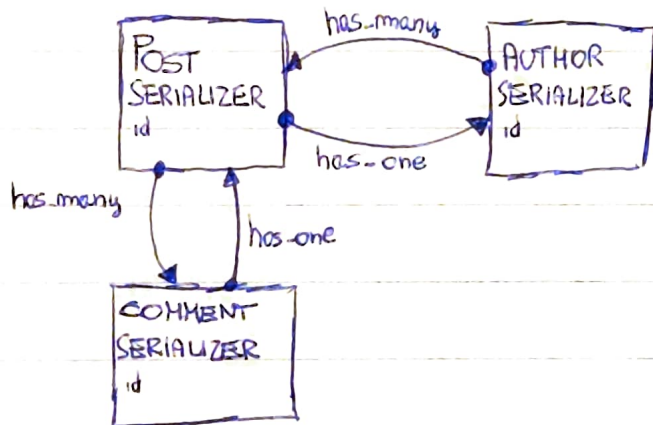 has_many
POST
SERIALIZER
id
AUTHOR
SERIALIZER
id
has_one
has_many
has_one
COMMENT
SERIALIZER
id